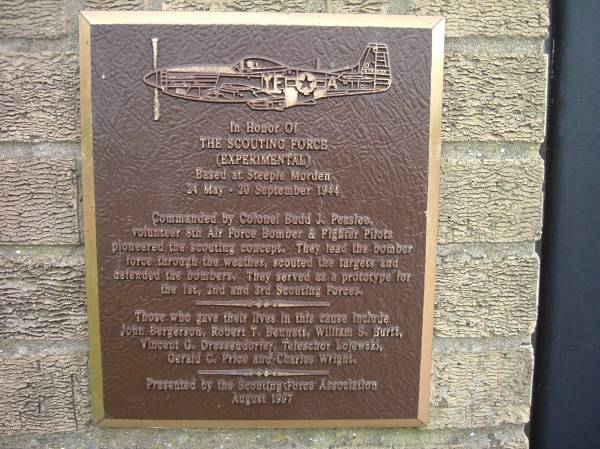 YF A
In Honor Of
THE SCOUTING FORCE
(EXPERIMENTAL)
Based at Steeple Morden
24 May - 20 September 1944
Commanded by Colonel Budd J. Peaslee,
volunteer 8th Air Force Bomber & Fighter Pilots
pioneered the scouting concept. They lead the bomber
force through the weather, scouted the targets and
defended the bombers. They served as a prototype for
the 1st, 2nd and 3rd Scouting Forces.
Those who gave their lives in this cause include
John Bergerson, Robert T. Bennett, William S. Burtt,
Vincent G. Dressendorfer, Teleschor Lojewski,
Gerald C. Price and Charles Wright.
Presented by the Scouting Force Association
August 1997